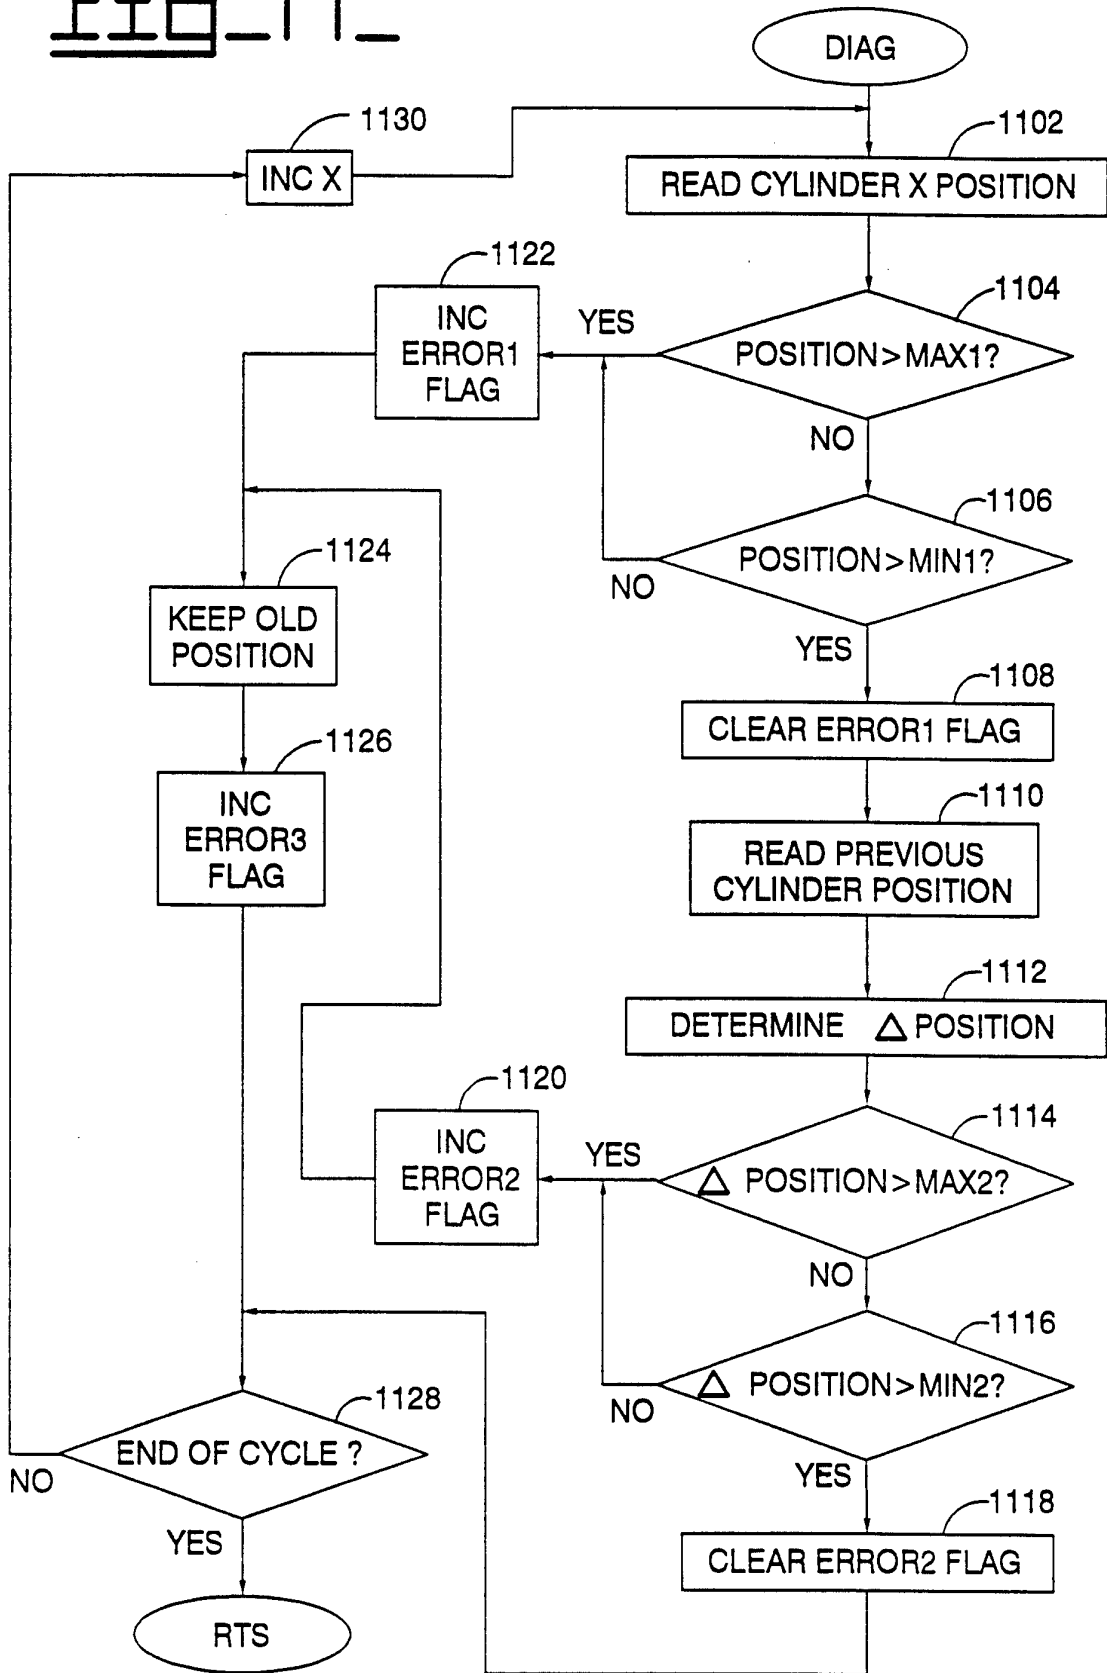 Fig_11_
DIAG
1130
INC X
1102
READ CYLINDER X POSITION
1122
INC
ERROR1
FLAG
YES
1104
POSITION>MAX1?
NO
1106
POSITION>MIN1?
NO
YES
1124
KEEP OLD
POSITION
1108
CLEAR ERROR1 FLAG
1126
INC
ERROR3
FLAG
1110
READ PREVIOUS
CYLINDER POSITION
1112
DETERMINE △ POSITION
1120
INC
ERROR2
FLAG
YES
1114
△ POSITION>MAX2?
NO
1116
△ POSITION>MIN2?
NO
YES
1128
END OF CYCLE ?
NO
YES
1118
CLEAR ERROR2 FLAG
RTS